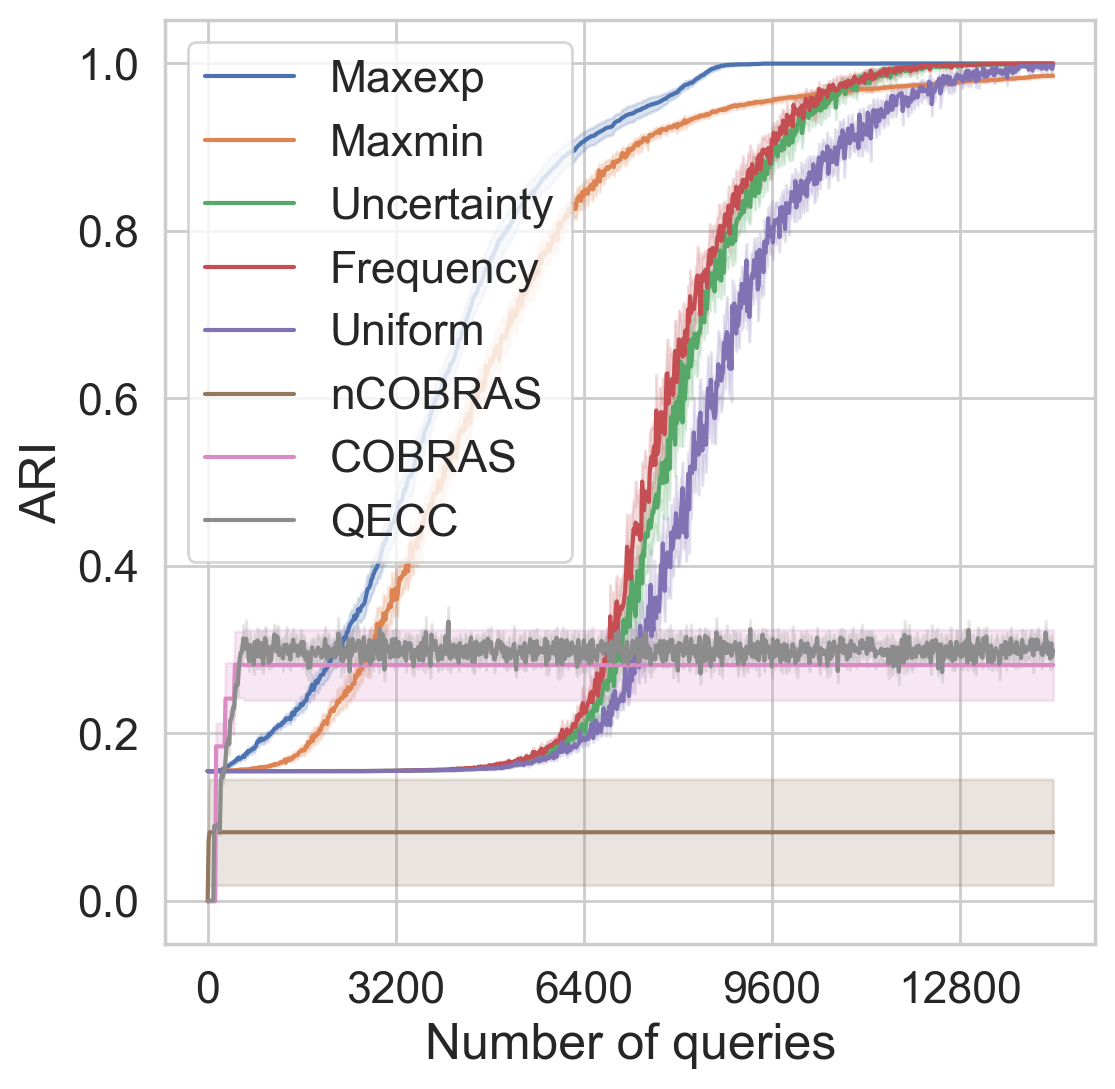 1.0
0.8
0.6
0.4
0.2
0.0
ARI
Maxexp
Maxmin
Uncertainty
Frequency
Uniform
nCOBRAS
COBRAS
QECC
0 3200 6400 9600 12800
Number of queries